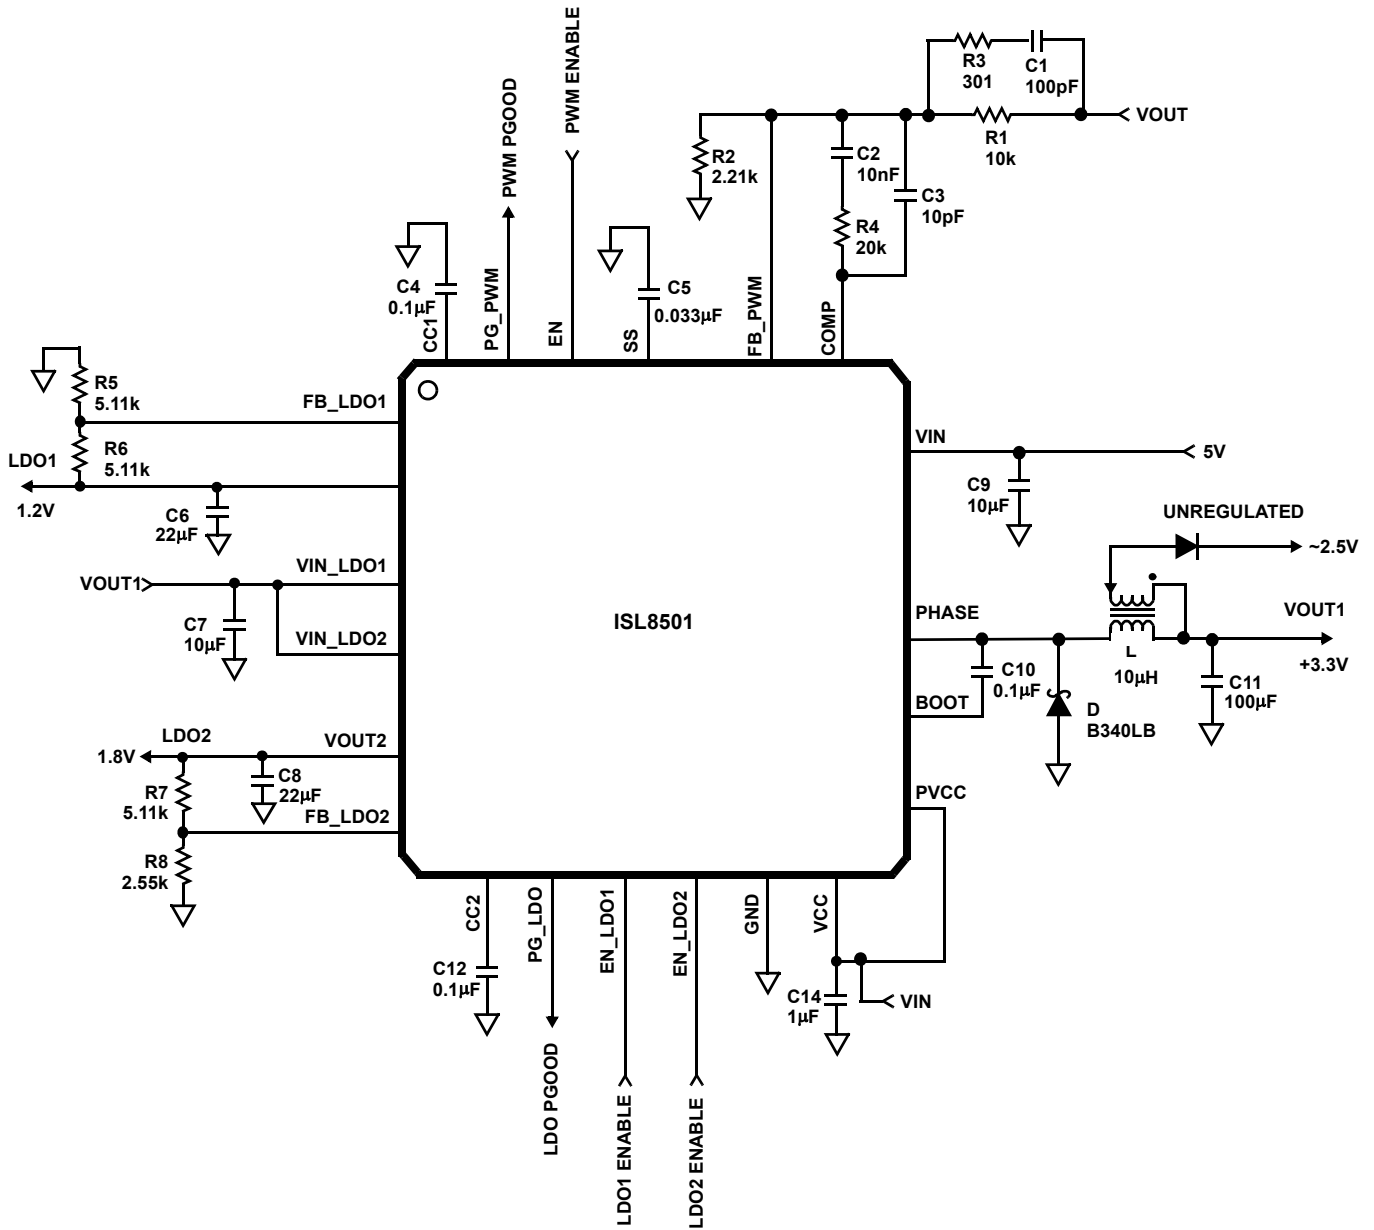 PWM ENABLE
PWM PGOOD
R3
301
C1
100pF
VOUT
R1
10k
R2
2.21k
C2
10nF
C3
10pF
R4
20k
C4
0.1µF
C5
0.033µF
CC1
PG_PWM
EN
SS
FB_PWM
COMP
R5
5.11k
FB_LDO1
R6
5.11k
LDO1
1.2V
C6
22µF
VIN
5V
C9
10µF
UNREGULATED
~2.5V
VOUT1
VIN_LDO1
C7
10µF
VIN_LDO2
ISL8501
PHASE
VOUT1
+3.3V
L
10µH
C10
0.1µF
C11
100µF
BOOT
D
B340LB
LDO2
1.8V
VOUT2
C8
22µF
R7
5.11k
FB_LDO2
R8
2.55k
PVCC
CC2
PG_LDO
EN_LDO1
EN_LDO2
GND
VCC
C12
0.1µF
C14
1µF
VIN
LDO PGOOD
LDO1 ENABLE
LDO2 ENABLE